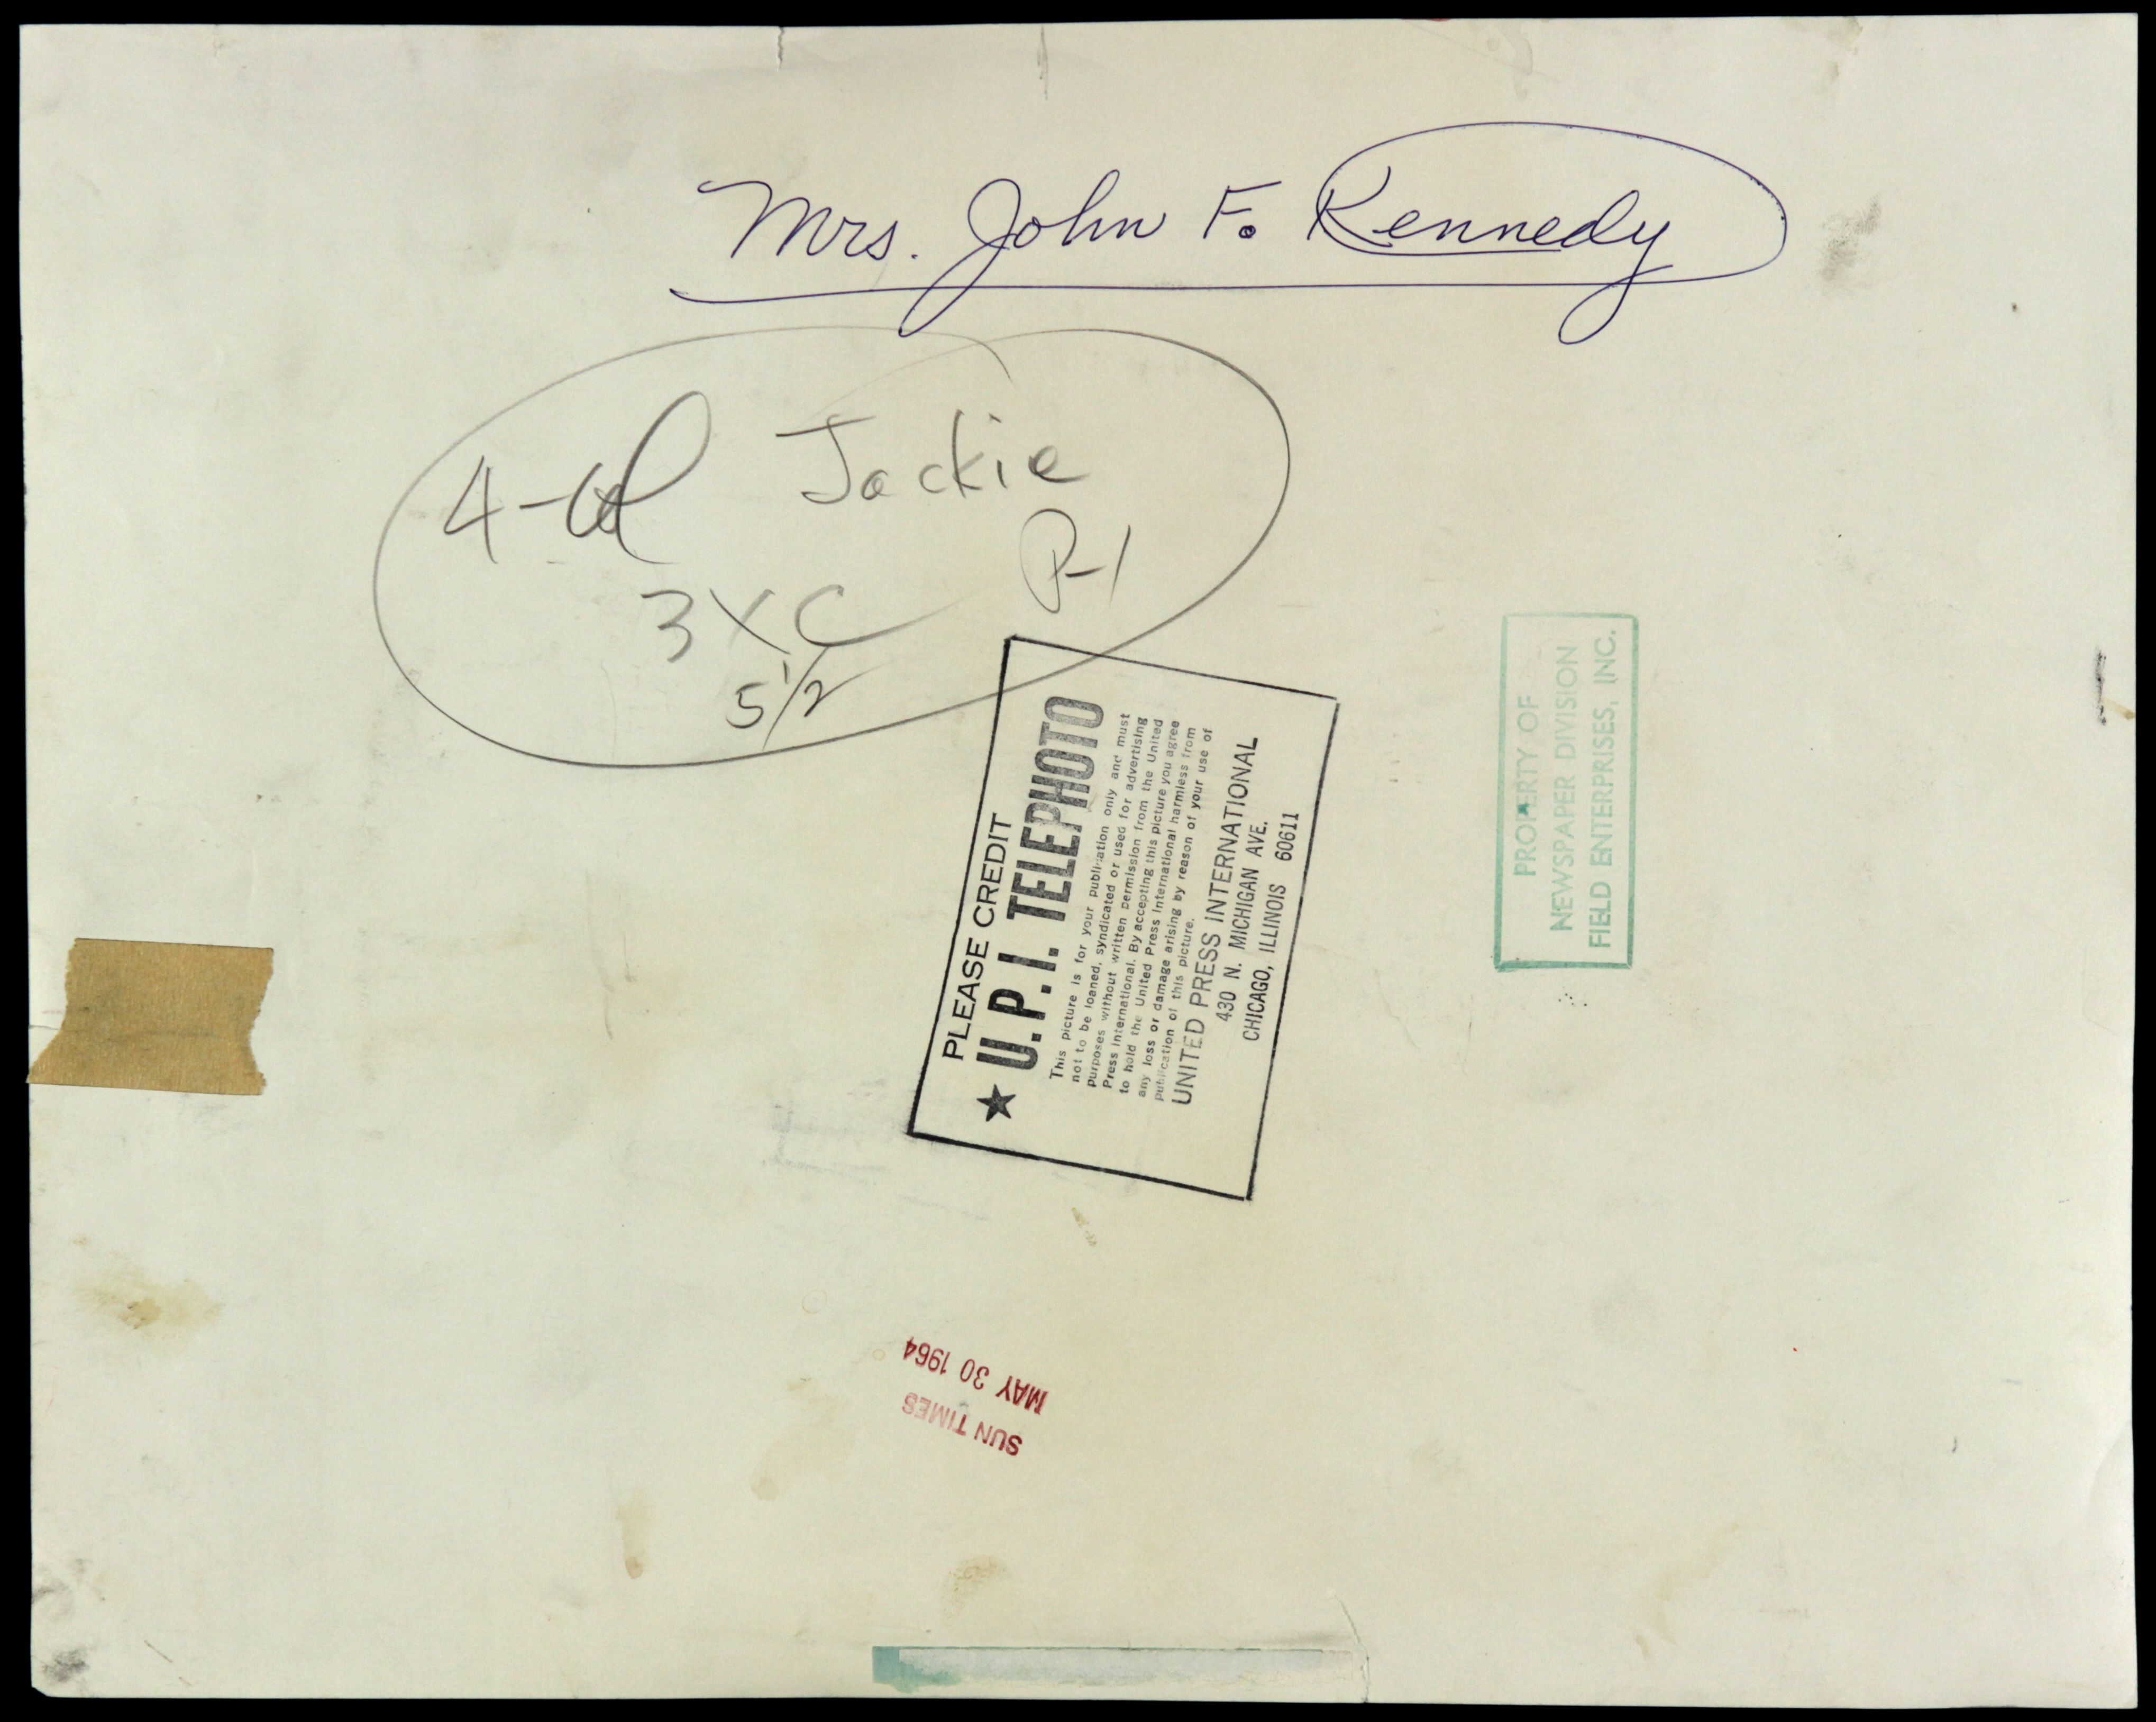 Mrs. John F. Kennedy
4-col Jackie
P-1
3 X C
5 1/2
PLEASE CREDIT
★ U.P.I. TELEPHOTO
This picture is for your publication only and must
not to be loaned, syndicated or used for advertising
purposes without written permission from the United
Press International. By accepting this picture you agree
to hold the United Press International harmless from
any loss or damage arising by reason of your use of
publication of this picture.
UNITED PRESS INTERNATIONAL
430 N. MICHIGAN AVE.
CHICAGO, ILLINOIS 60611
PROPERTY OF
NEWSPAPER DIVISION
FIELD ENTERPRISES, INC.
SUN TIMES
MAY 30 1964